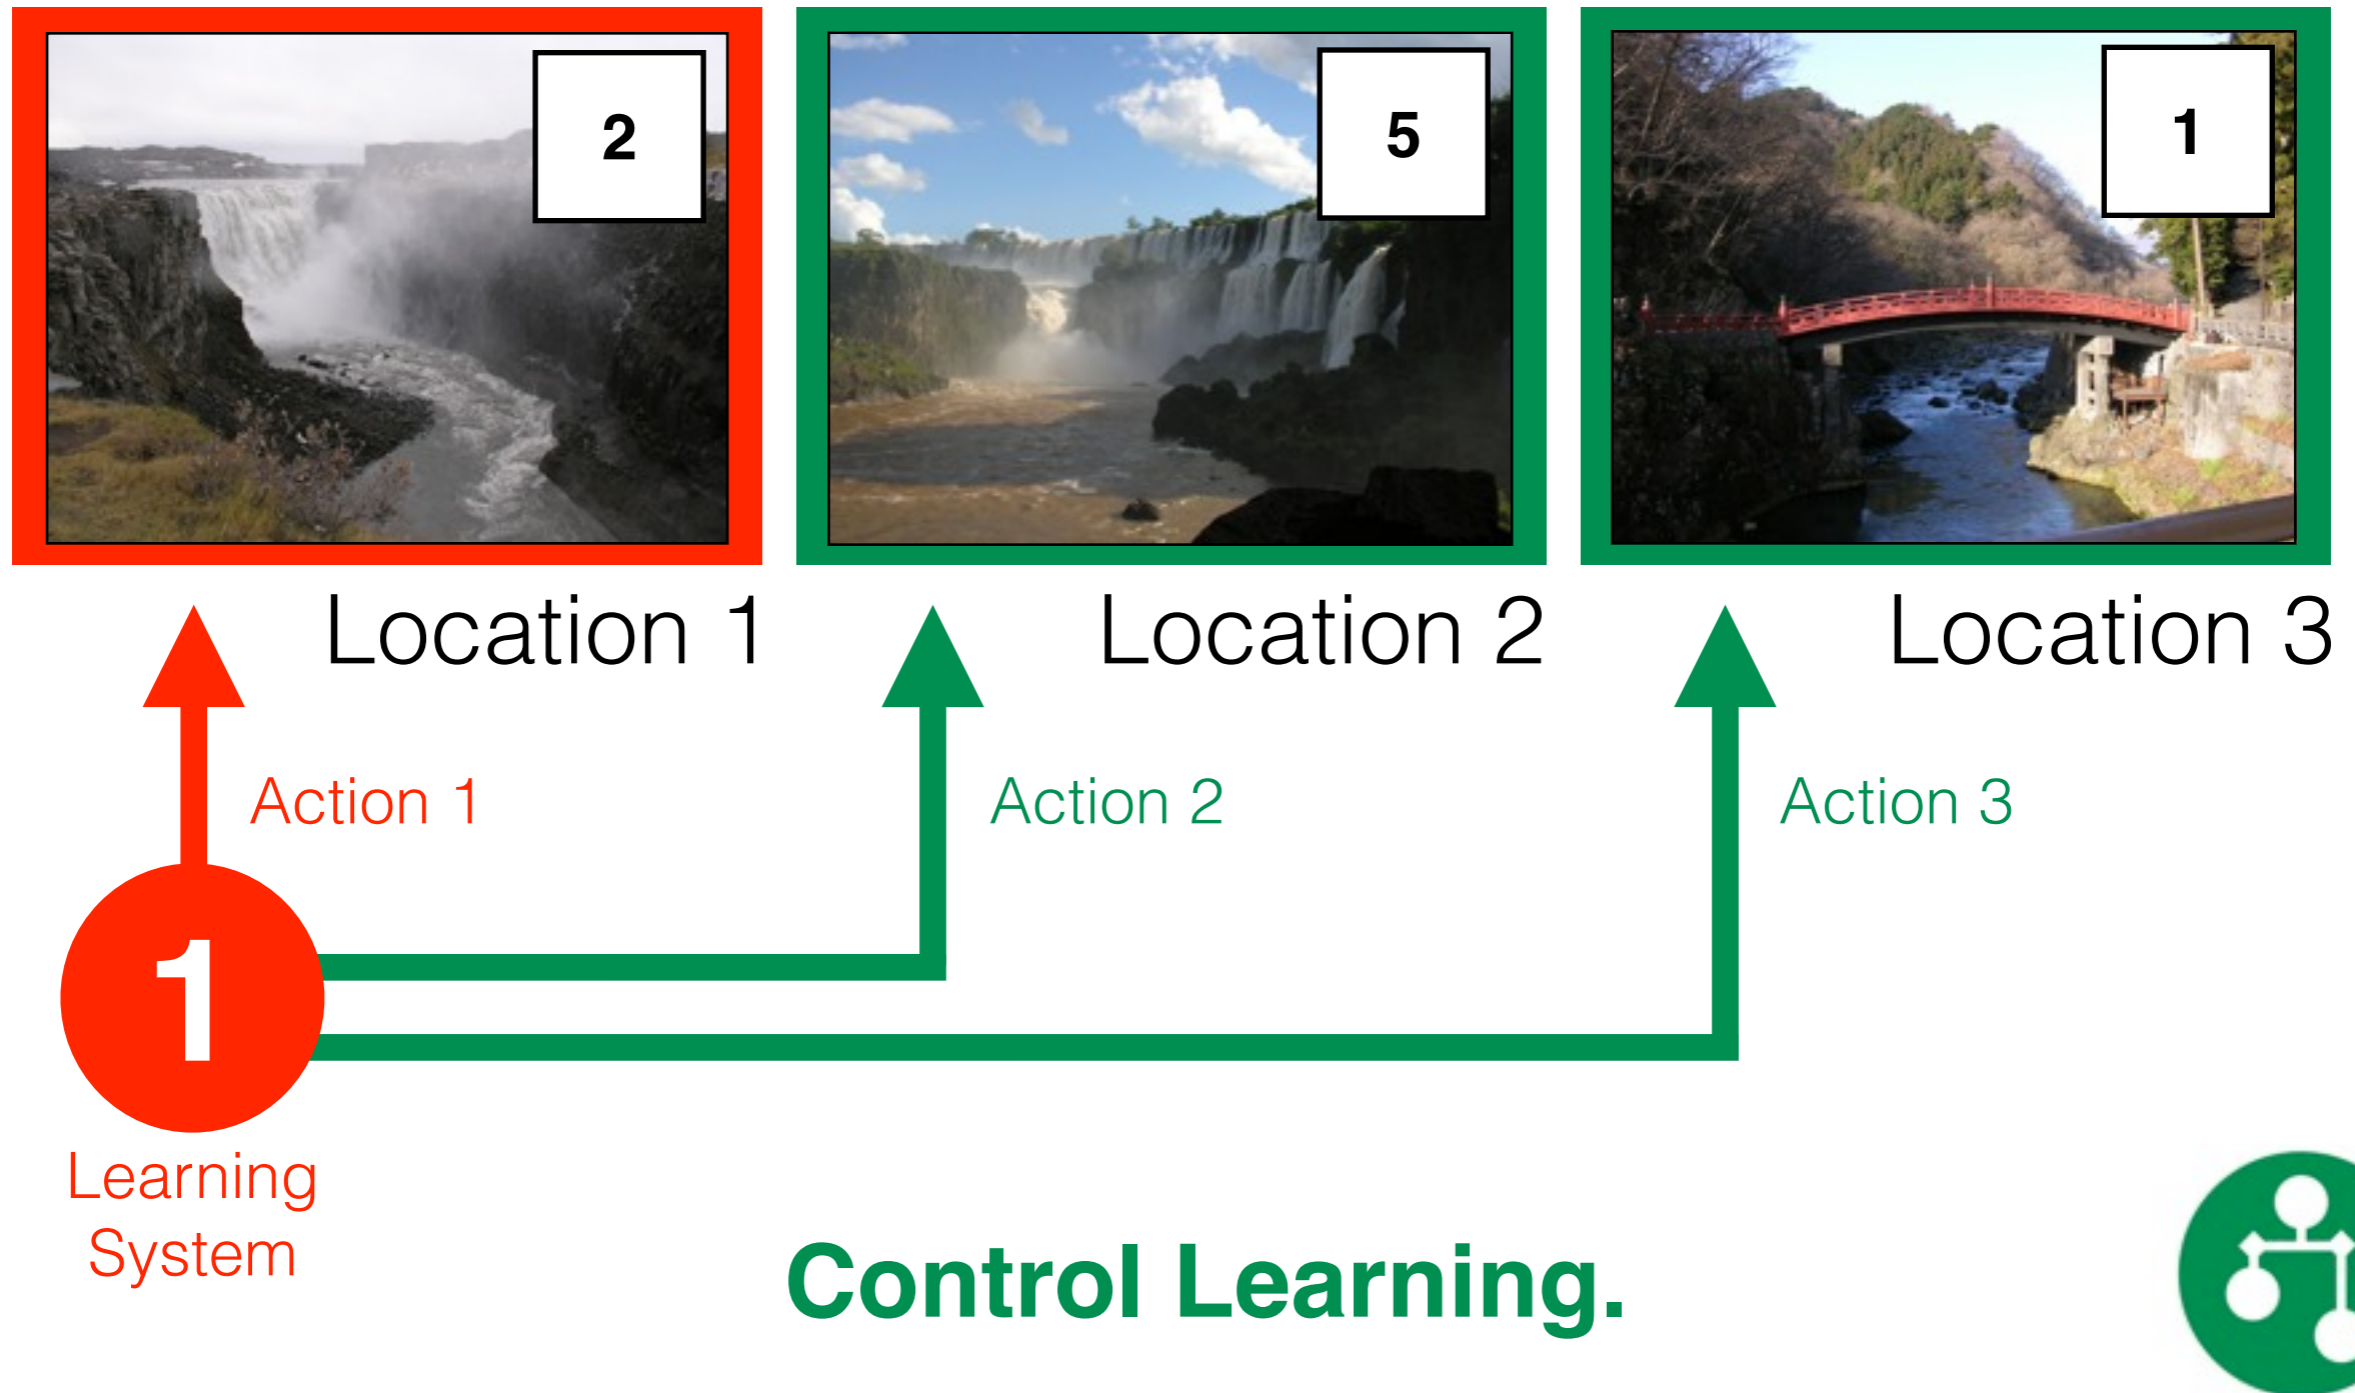 2
5
1
Location 1
Location 2
Location 3
Action 1
Action 2
Action 3
1
Learning
System
Control Learning.